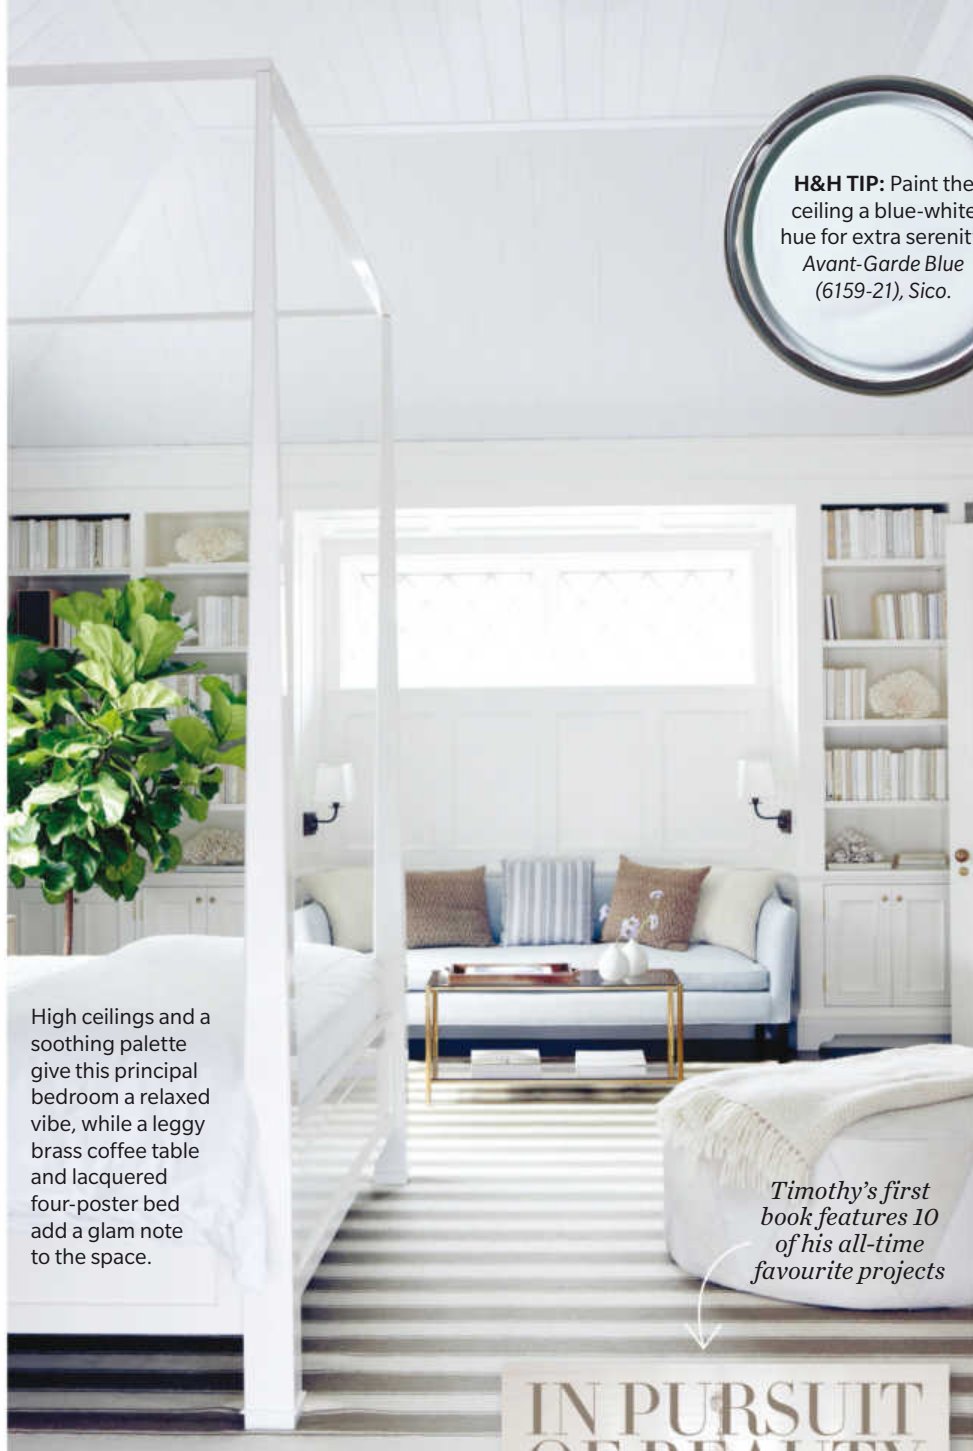 H&H TIP: Paint the
ceiling a blue-white
hue for extra
Avant-Garde Blue
(6159-21), Sico.
High ceilings and a
soothing palette
give this principal
bedroom a relaxed
vibe, while a leggy
brass coffee table
and lacquered
four-poster bed
add a glam note
to the space.
Timothy’s first
book features 10
of his all-time
favourite projects
IN PURSUIT
OF BEAUTY